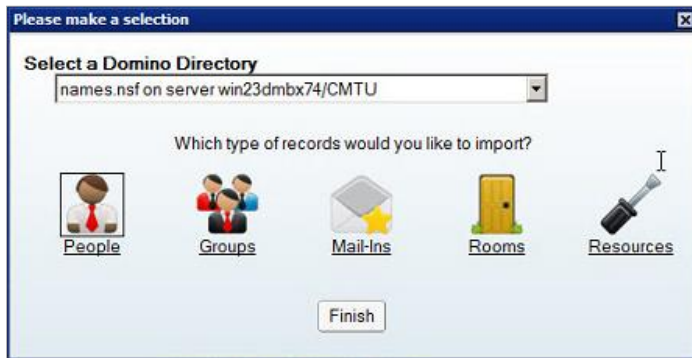 Please make a selection
Select a Domino Directory
names.nsf on server win23dmbx74/CMTU
Which type of records would you like to import?
People Groups Mail-Ins Rooms Resources
Finish